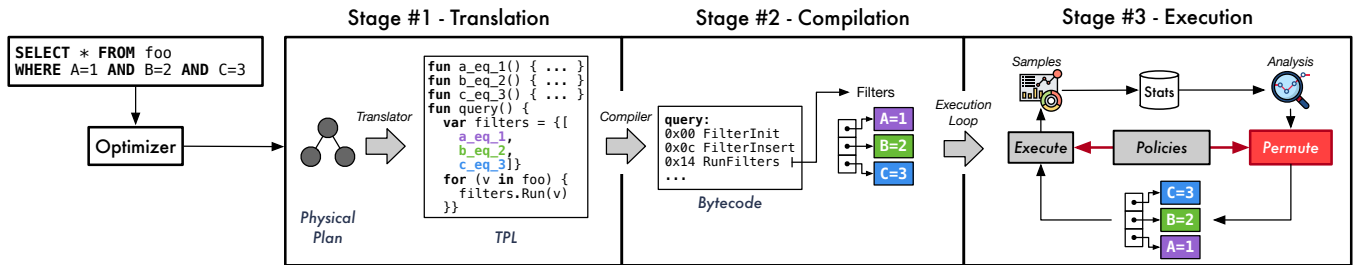 Stage #1 - Translation
Stage #2 - Compilation
Stage #3 - Execution
SELECT * FROM foo
WHERE A=1 AND B=2 AND C=3
Optimizer
Physical
Plan
Translator
fun a_eq_1() { ... }
fun b_eq_2() { ... }
fun c_eq_3() { ... }
fun query() {
var filters = {[
a_eq_1,
b_eq_2,
c_eq_3]}
for (v in foo) {
filters.Run(v)
}}
TPL
Compiler
query:
0x00 FilterInit
0x0c FilterInsert
0x14 RunFilters
...
Bytecode
Filters
A=1
B=2
C=3
Execution
Loop
Samples
Stats
Analysis
Execute
Policies
Permute
C=3
B=2
A=1